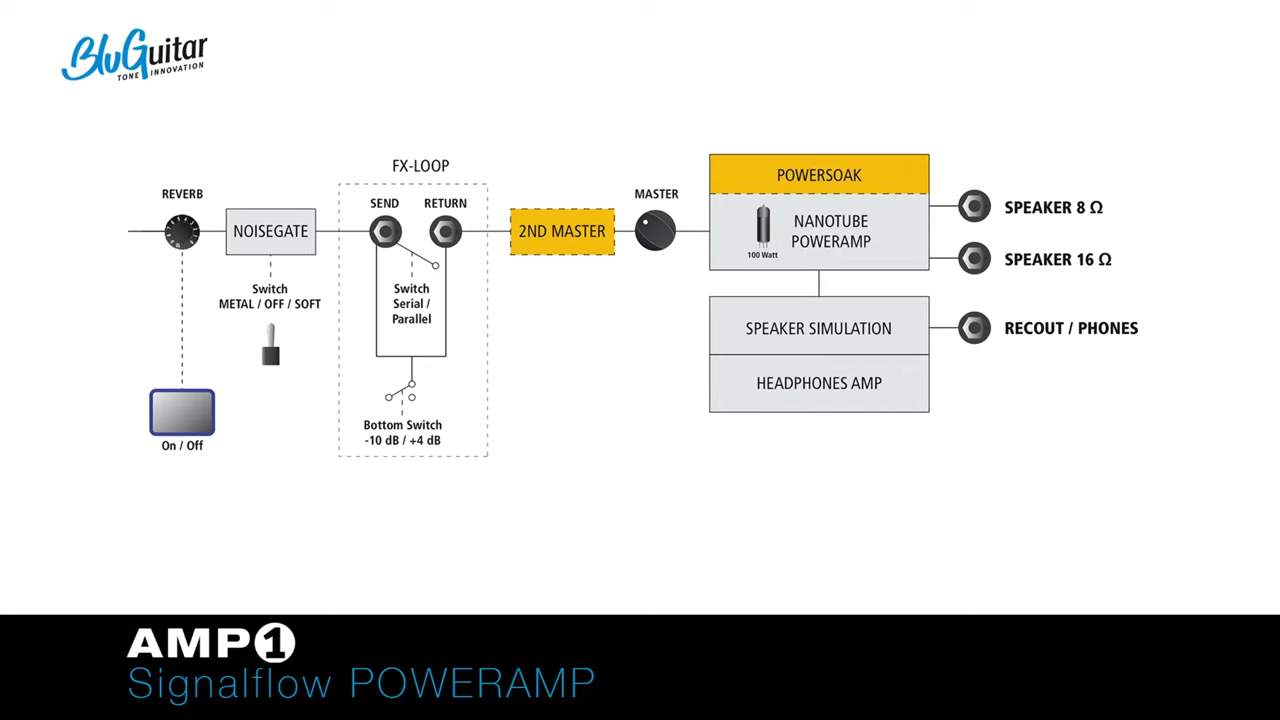 BluGuitar
TONE INNOVATION
FX-LOOP
REVERB
SEND
RETURN
MASTER
POWERSOAK
NOISEGATE
2ND MASTER
NANOTUBE
POWERAMP
100 Watt
SPEAKER 8 Ω
SPEAKER 16 Ω
Switch
METAL / OFF / SOFT
Switch
Serial /
Parallel
SPEAKER SIMULATION
RECOUT / PHONES
HEADPHONES AMP
Bottom Switch
-10 dB / +4 dB
On / Off
AMP1
Signalflow POWERAMP